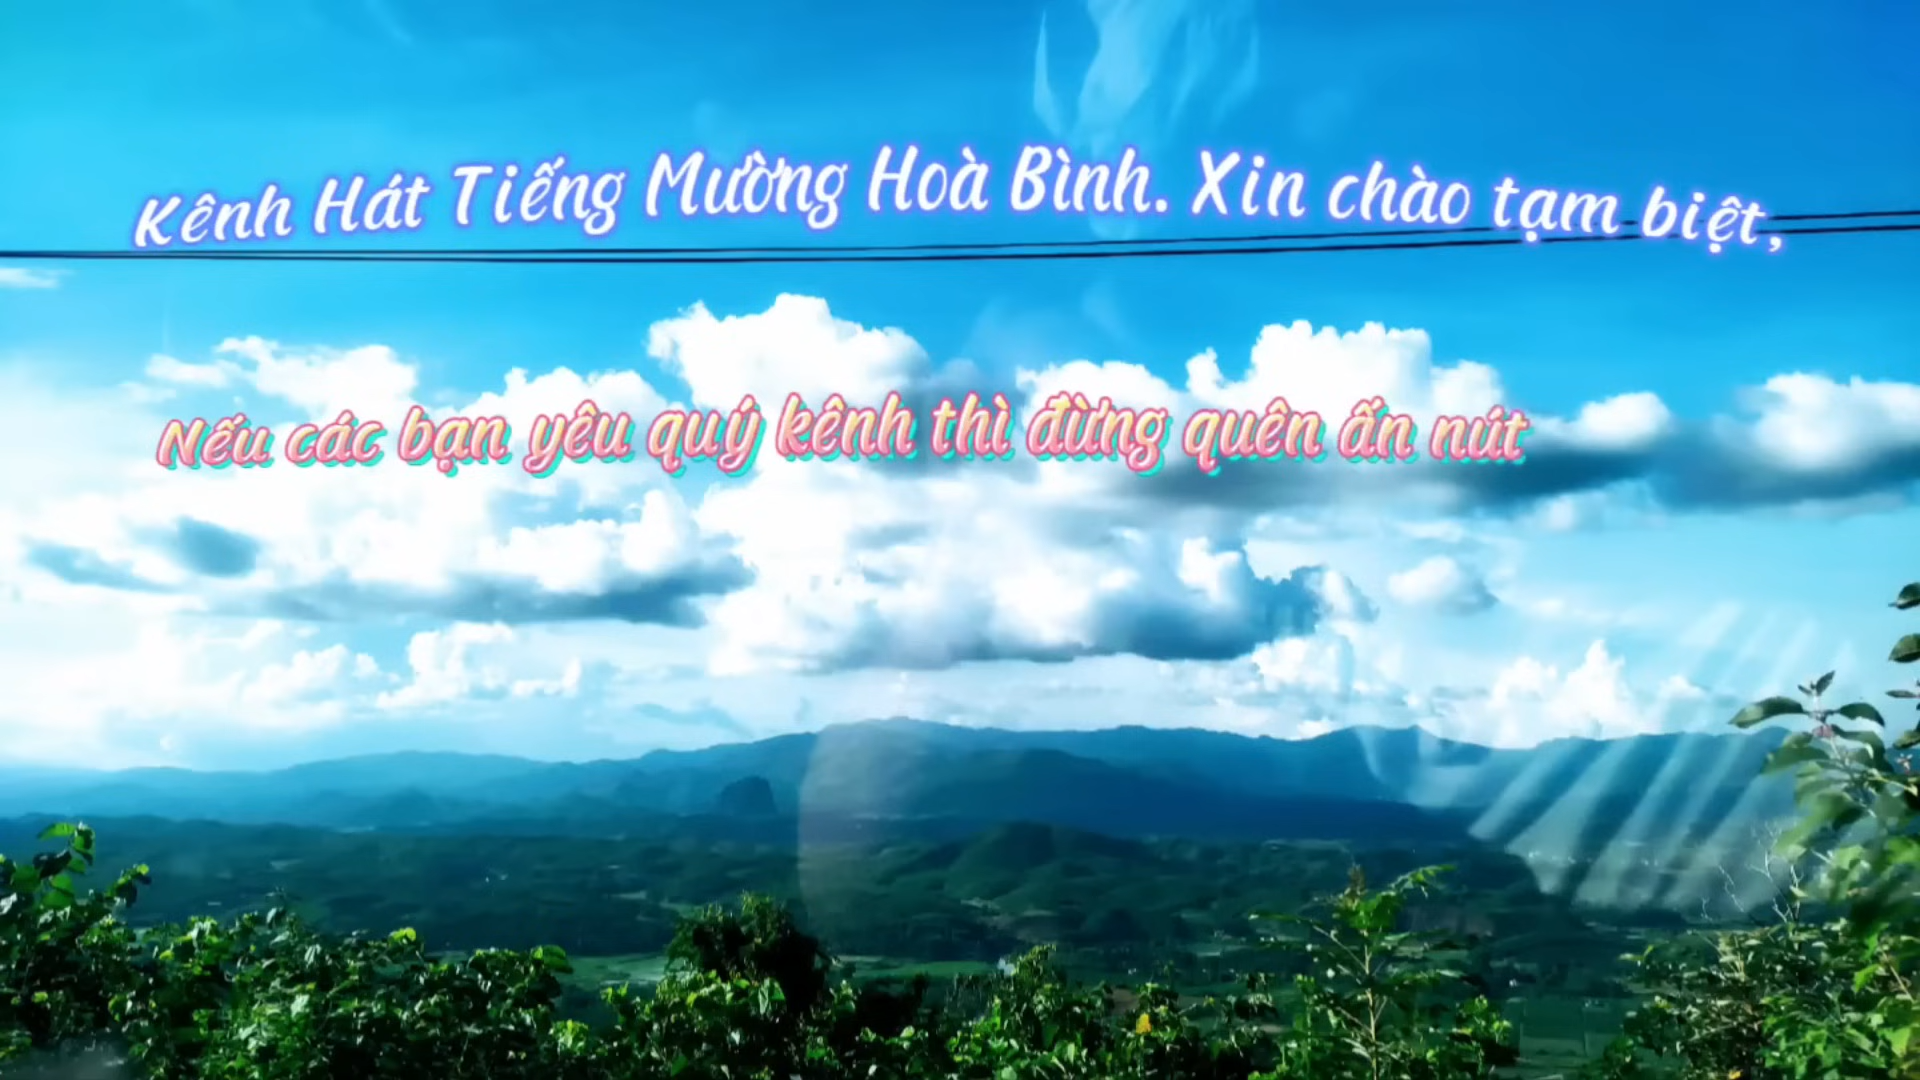 Kênh Hát Tiếng Mường Hoà Bình. Xin chào tạm biệt,
Nếu các bạn yêu quý kênh thì đừng quên ấn nút